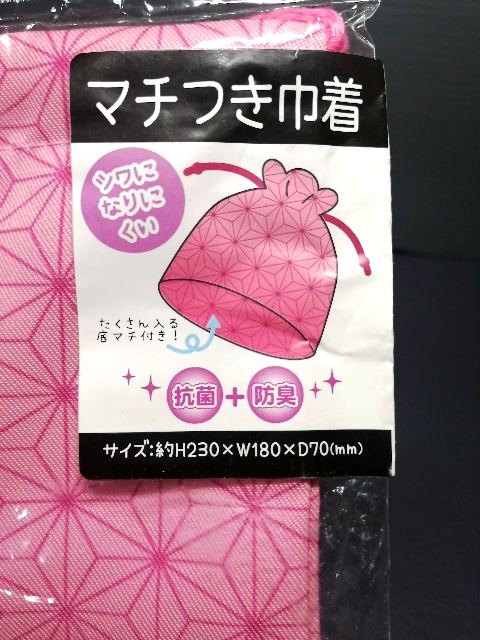 マチつき巾着
シワに
なりに
くい
たくさん入る
底マチ付き!
抗菌+防臭
サイズ:約H230×W180×D70(mm)